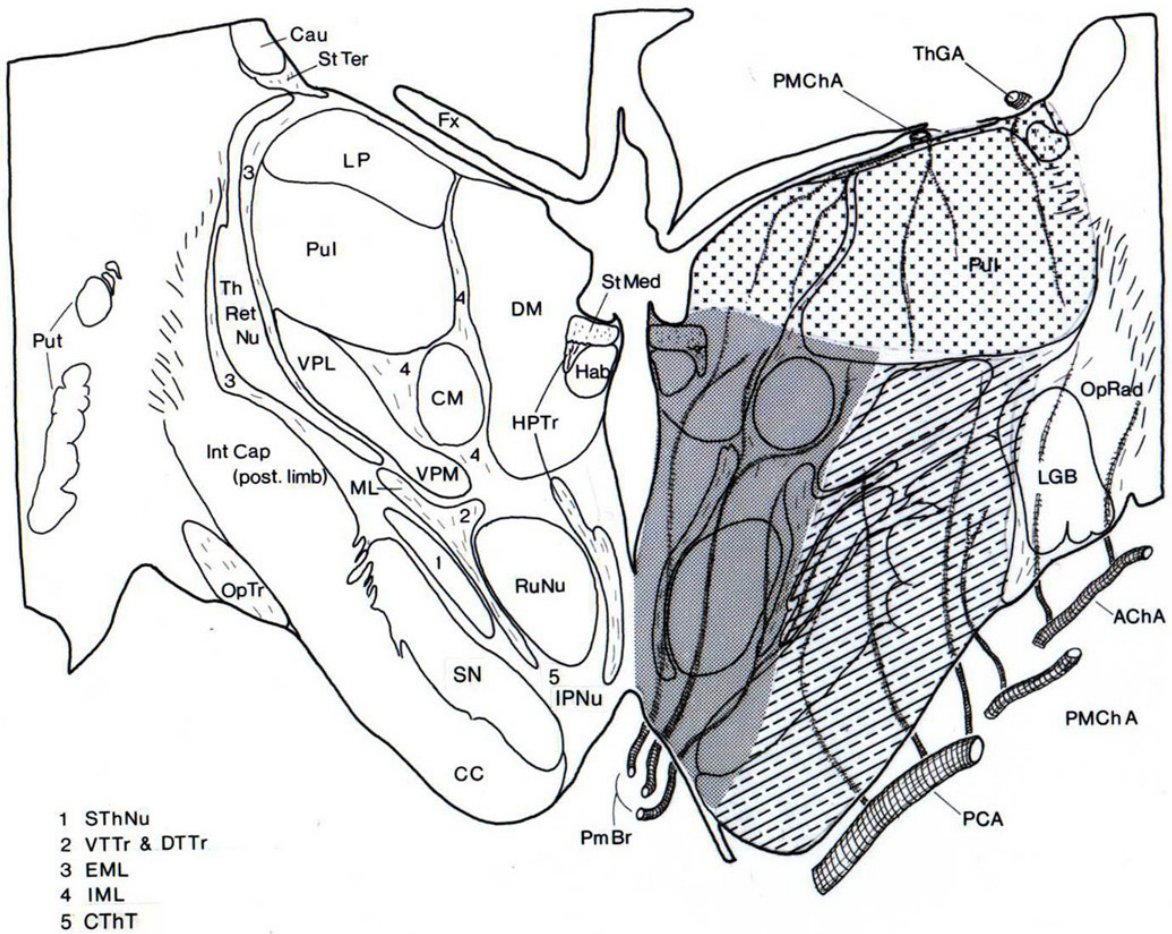 Cau
St Ter
Fx
ThGA
PMChA
LP
3
Pul
Pul
Th
Ret
Nu
4
DM
St Med
Put
VPL
4
CM
Hab
3
OpRad
HPTr
Int Cap
(post. limb)
VPM
4
ML
LGB
2
1
RuNu
OpTr
AChA
SN
5
IPNu
PMChA
CC
PmBr
PCA
1 SThNu
2 VTTr & DTTr
3 EML
4 IML
5 CThT